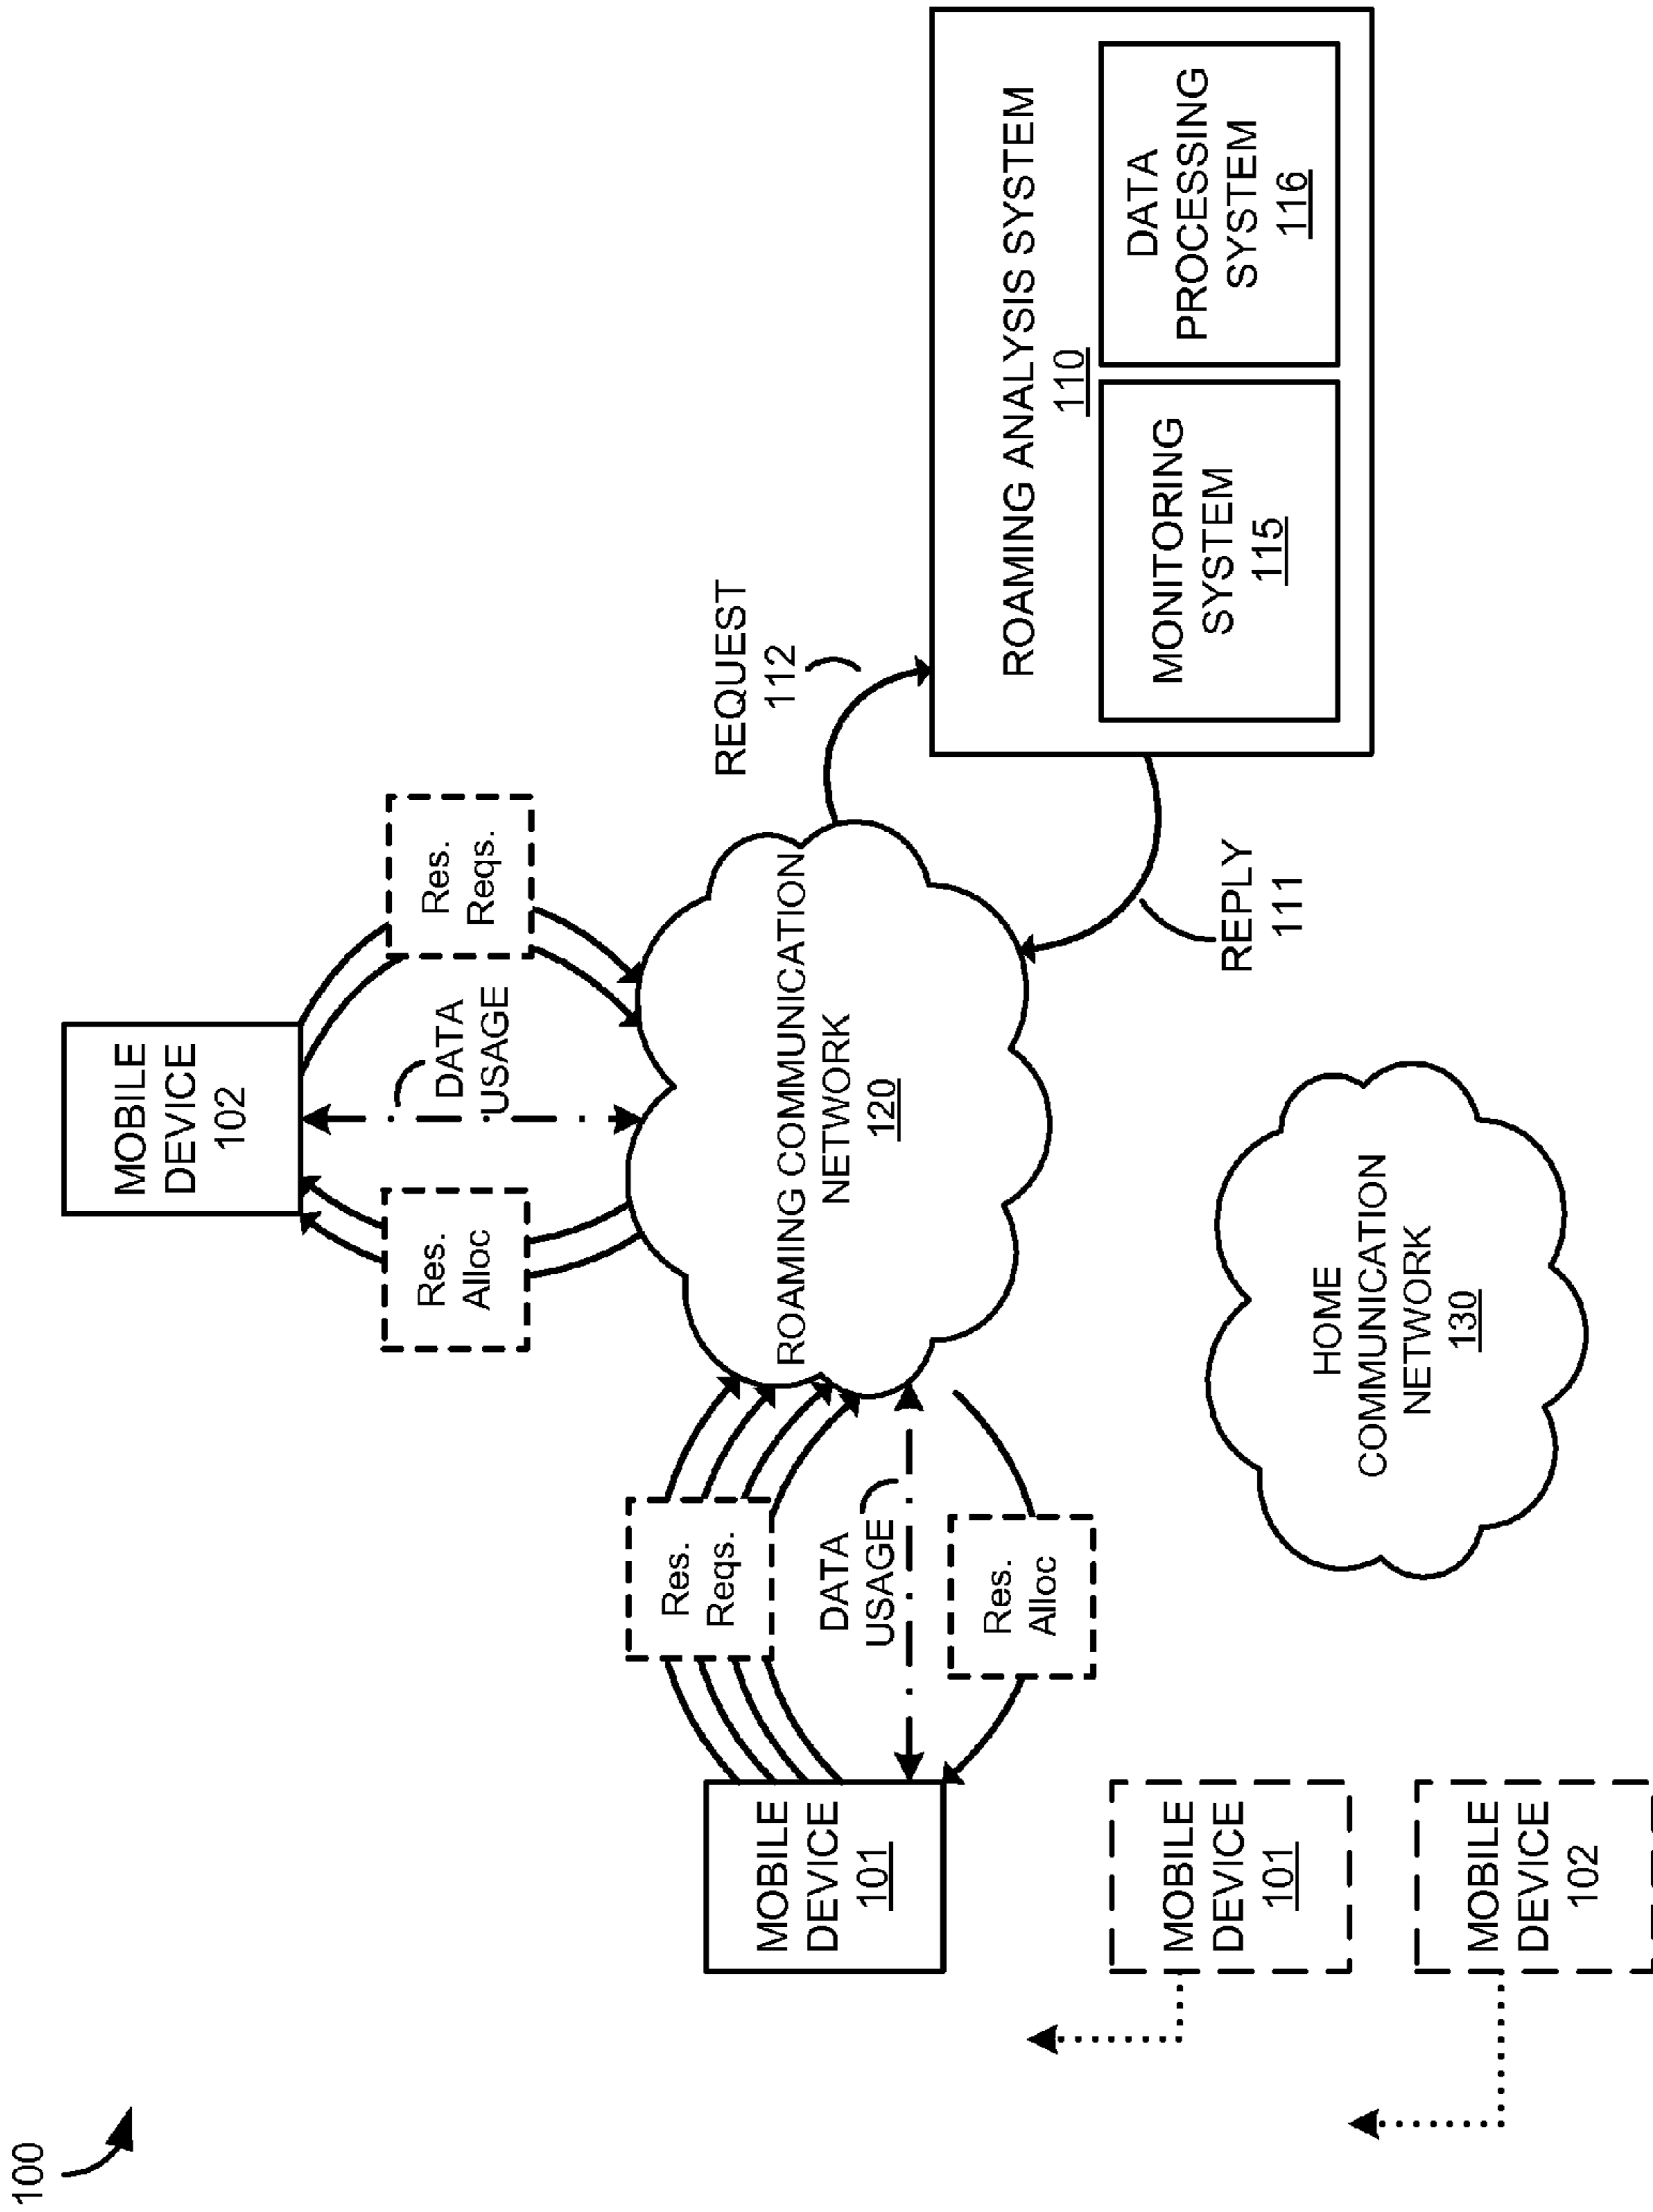 100
MOBILE
DEVICE
102
Res.
Alloc
DATA
USAGE
Res.
Reqs.
MOBILE
DEVICE
101
Res.
Reqs.
DATA
USAGE
Res.
Alloc
ROAMING COMMUNICATION
NETWORK
120
REQUEST
112
REPLY
111
ROAMING ANALYSIS SYSTEM
110
MONITORING
SYSTEM
115
DATA
PROCESSING
SYSTEM
116
MOBILE
DEVICE
101
MOBILE
DEVICE
102
HOME
COMMUNICATION
NETWORK
130